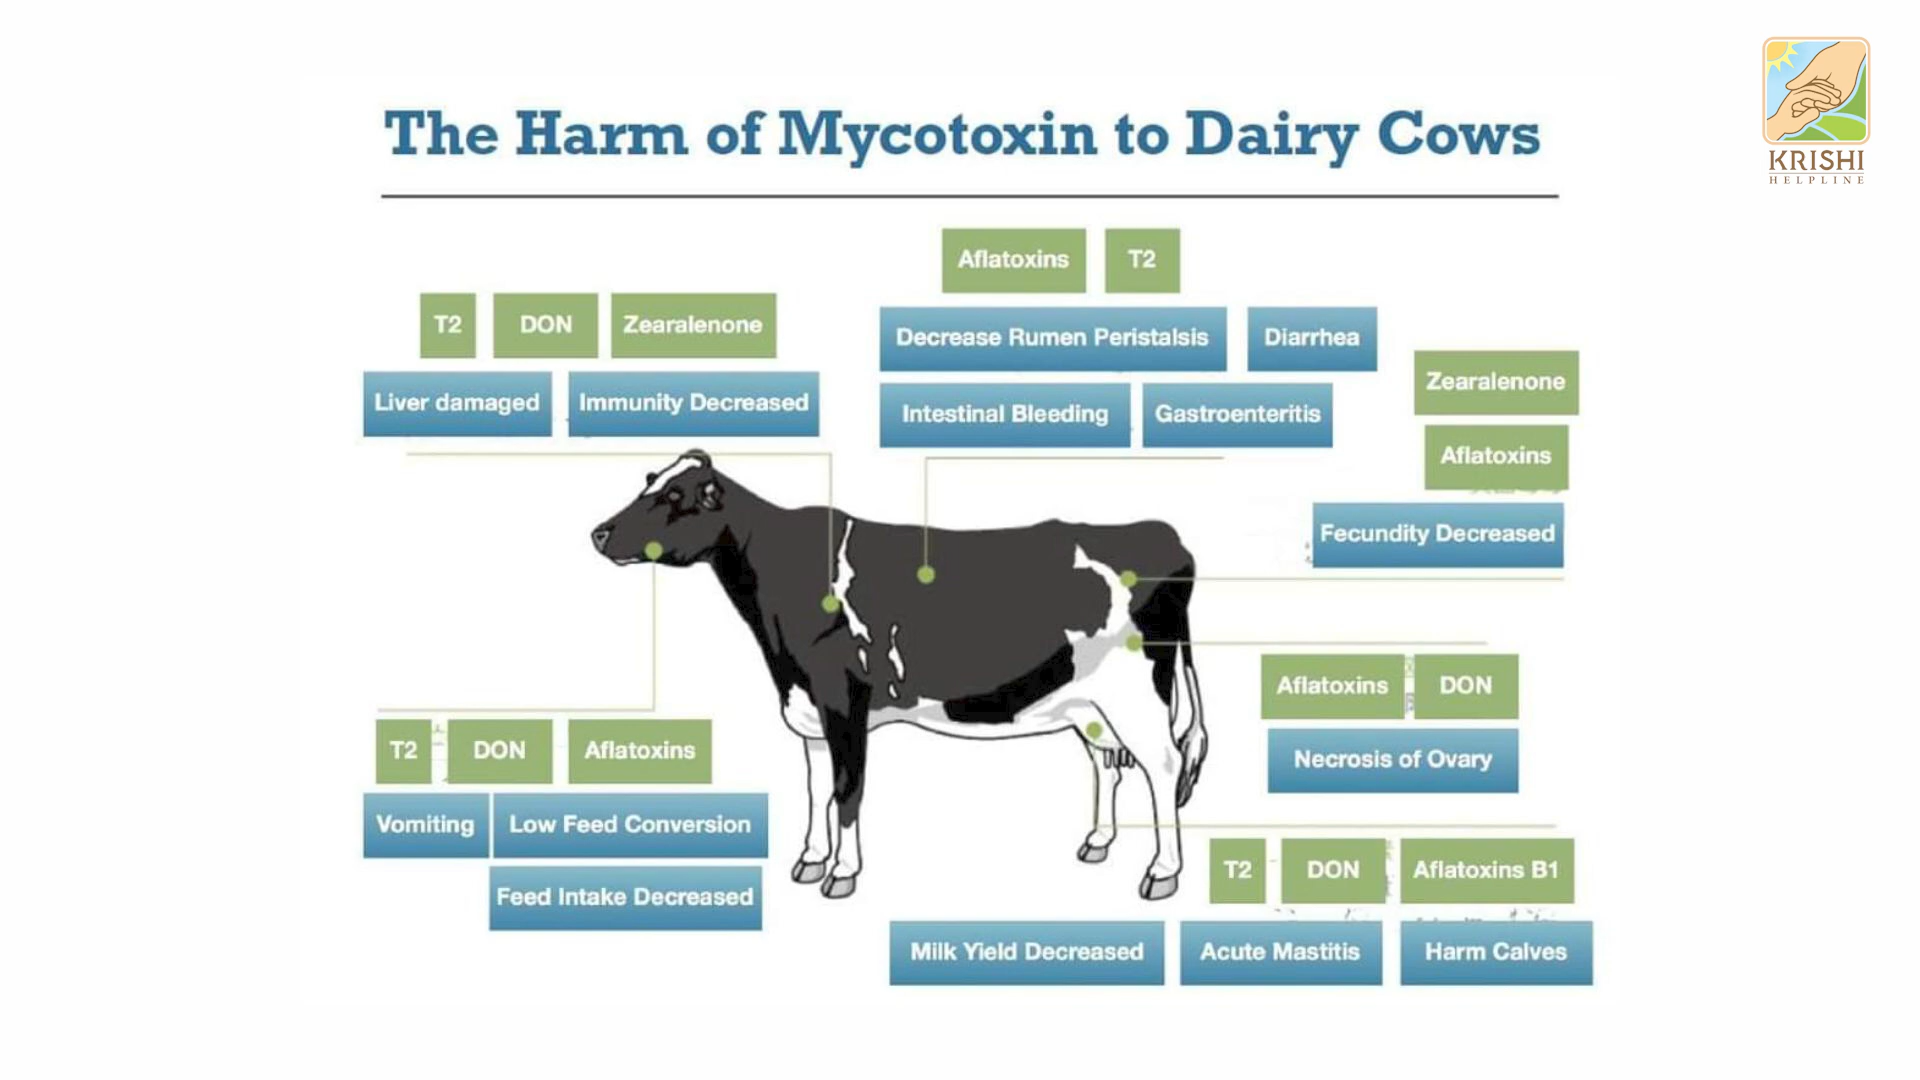 KRISHI
HELPLINE
The Harm of Mycotoxin to Dairy Cows
Aflatoxins T2
T2 DON Zearalenone
Decrease Rumen Peristalsis Diarrhea
Liver damaged Immunity Decreased
Intestinal Bleeding Gastroenteritis
Zearalenone
Aflatoxins
Fecundity Decreased
Aflatoxins DON
Necrosis of Ovary
T2 DON Aflatoxins
Vomiting Low Feed Conversion
Feed Intake Decreased
T2 DON Aflatoxins B1
Milk Yield Decreased Acute Mastitis Harm Calves